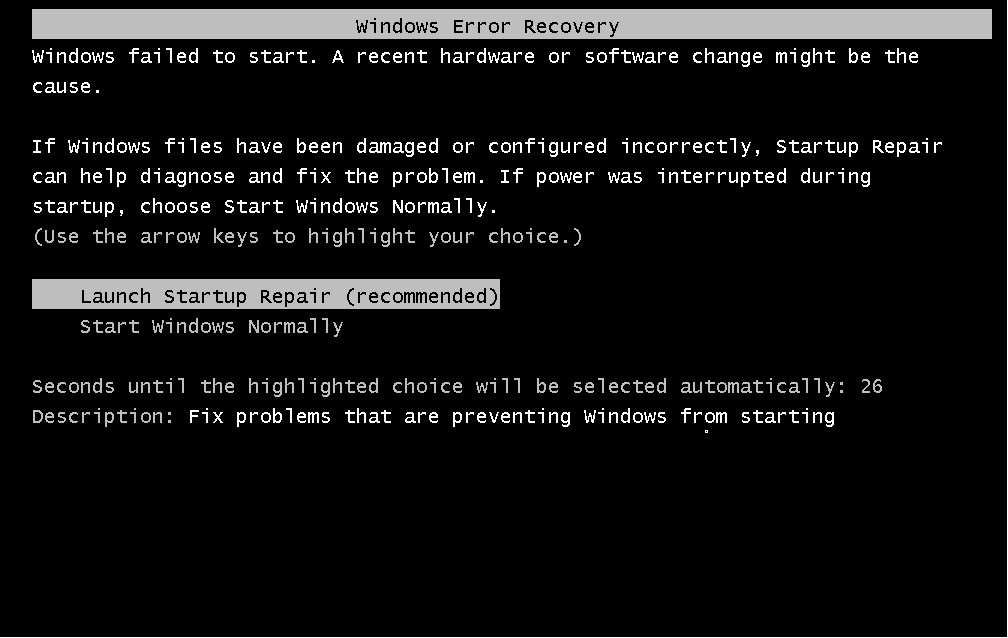 Windows Error Recovery
Windows failed to start. A recent hardware or software change might be the
cause.
If Windows files have been damaged or configured incorrectly, Startup Repair
can help diagnose and fix the problem. If power was interrupted during
startup, choose Start Windows Normally.
(Use the arrow keys to highlight your choice.)
Launch Startup Repair (recommended)
Start Windows Normally
Seconds until the highlighted choice will be selected automatically: 26
Description: Fix problems that are preventing Windows from starting